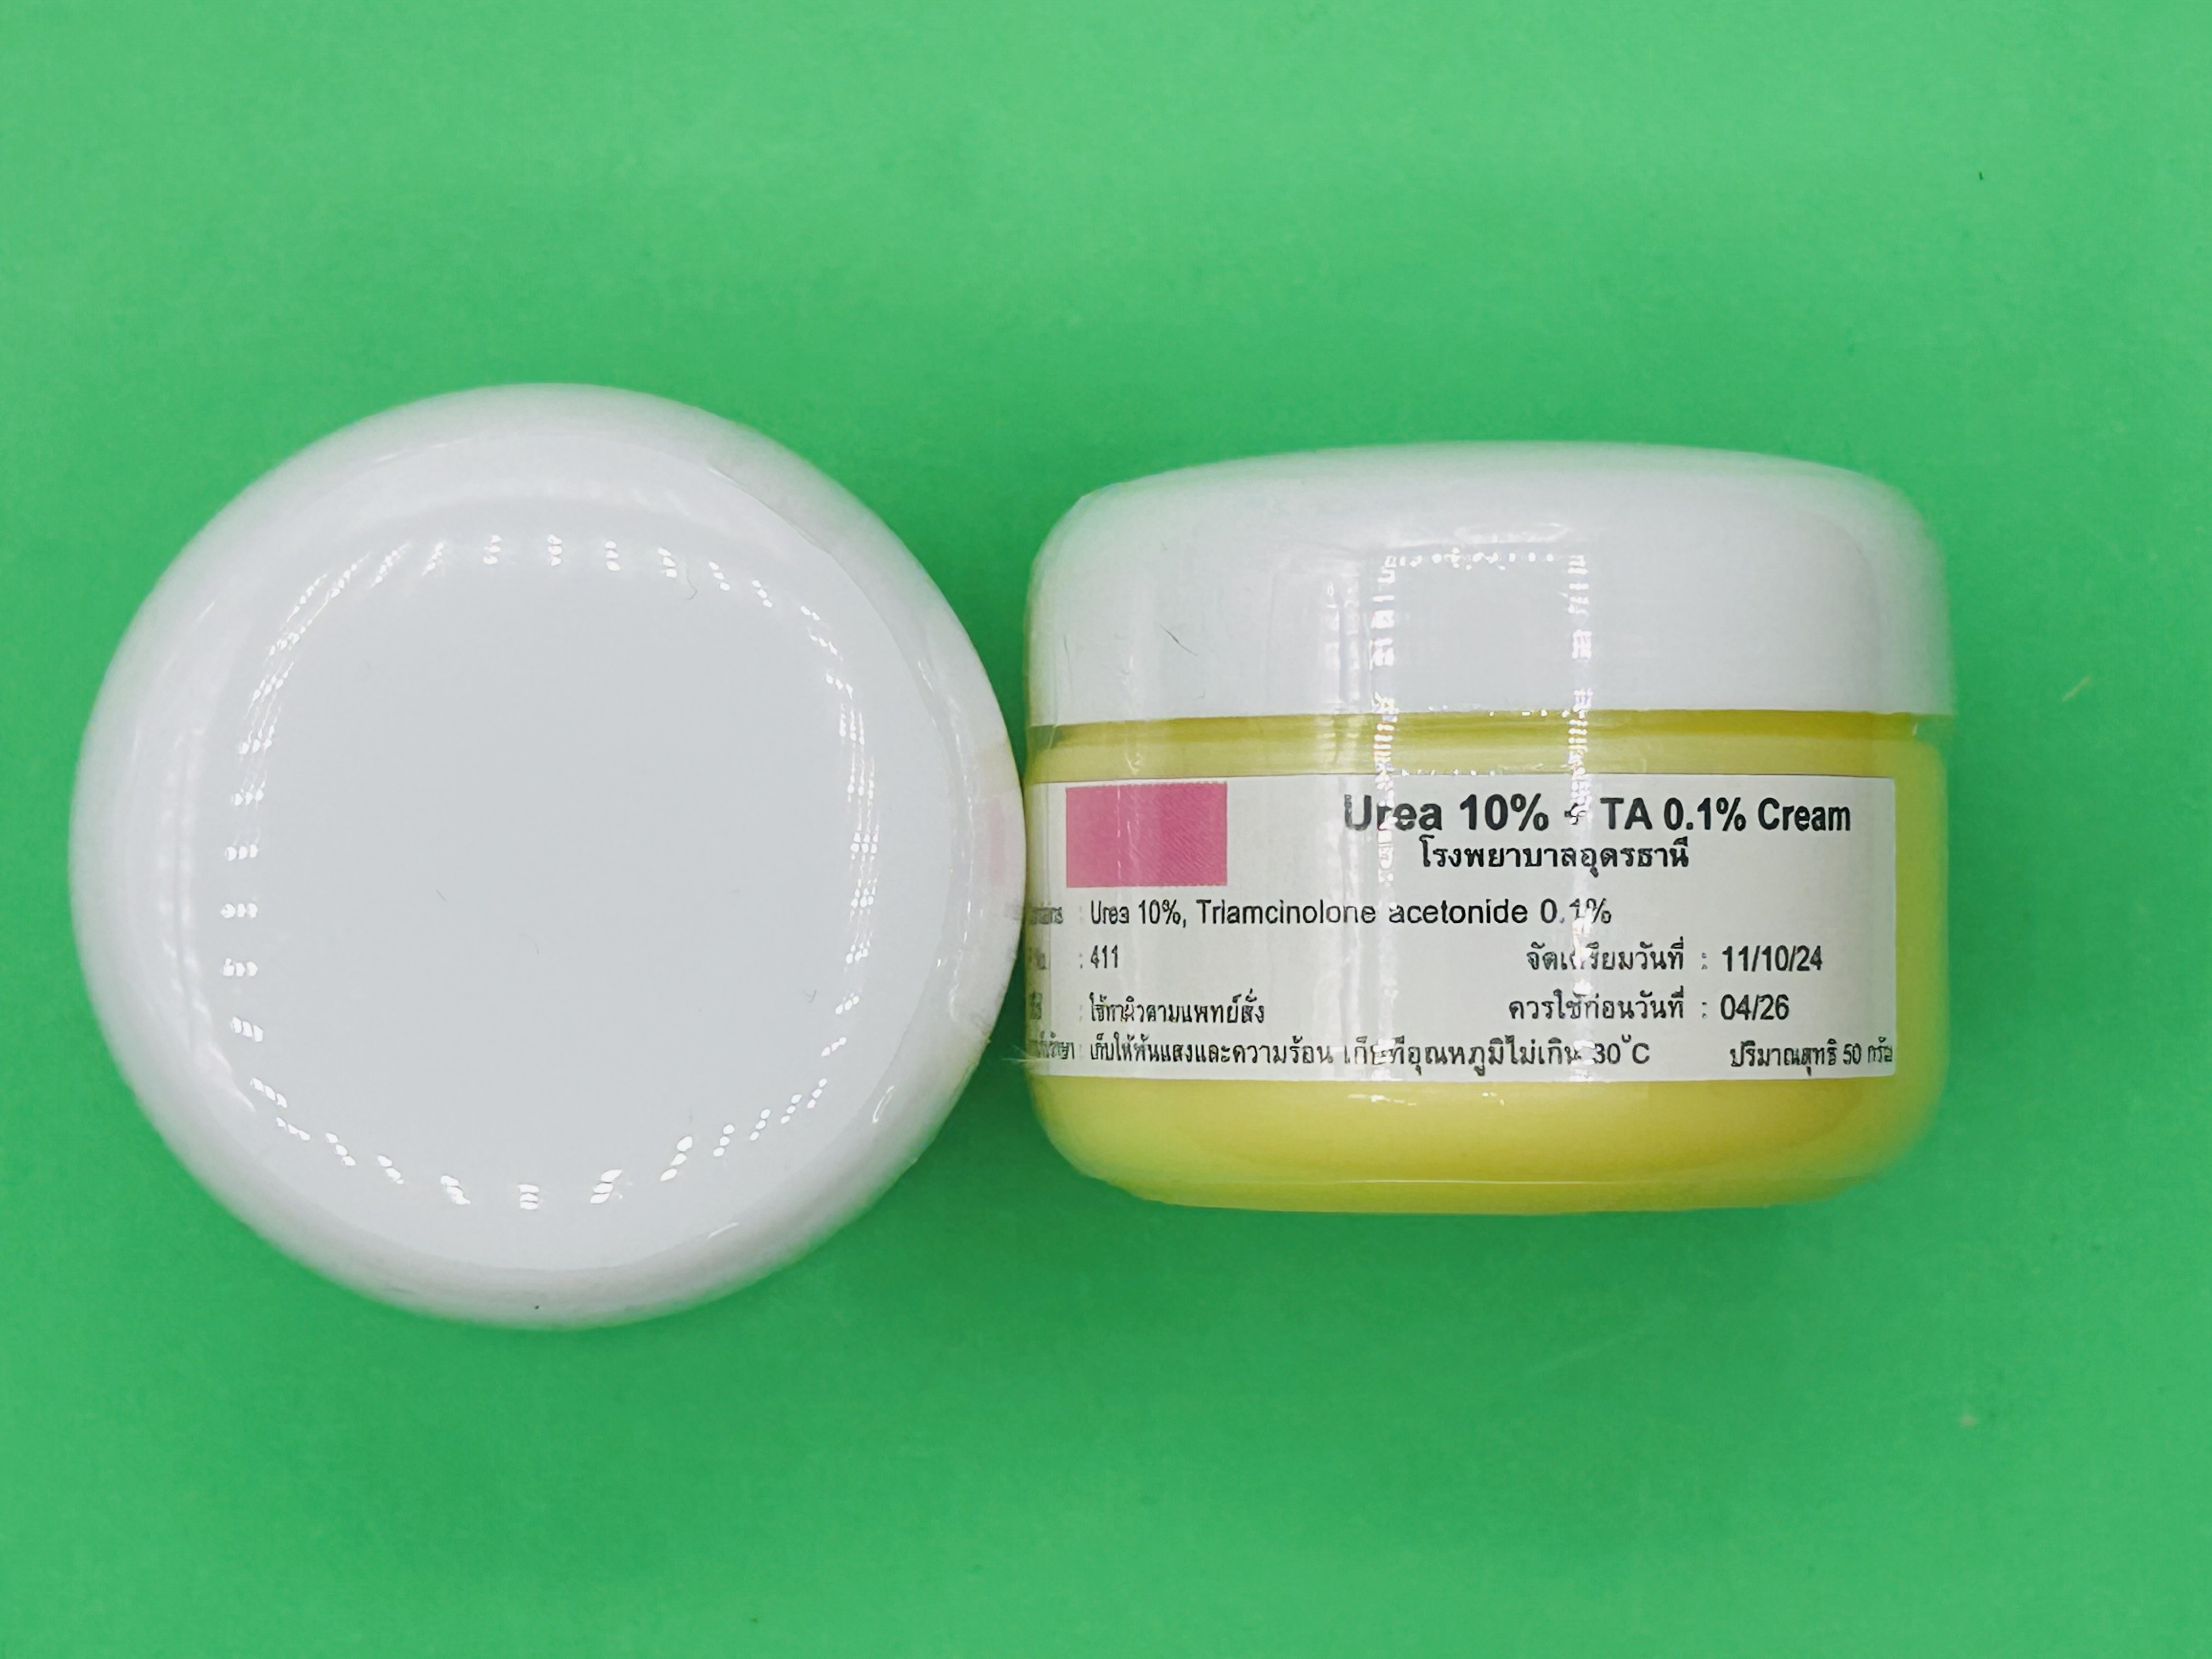 Urea 10% + TA 0.1% Cream
โรงพยาบาลอุดรธานี
: Urea 10%, Triamcinolone acetonide 0.1%
: 411 จัดเตรียมวันที่ : 11/10/24
: ใช้ทาผิวตามแพทย์สั่ง ควรใช้ก่อนวันที่ : 04/26
: เก็บให้พ้นแสงและความร้อน เก็บที่อุณหภูมิไม่เกิน 30°C ปริมาณสุทธิ 50 กรัม